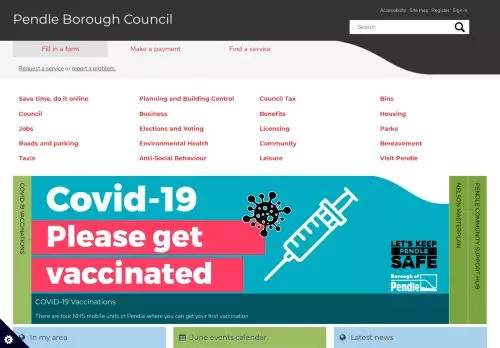 Pendle Borough Council
Accessibility Site map Register Sign in
Search
Fill in a form Make a payment Find a service
Request a service or report a problem.
Save time, do it online Planning and Building Control Council Tax Bins
Council Business Benefits Housing
Jobs Elections and Voting Licensing Parks
Roads and parking Environmental Health Community Bereavement
Taxis Anti-Social Behaviour Leisure Visit Pendle
COVID-19 VACCINATIONS
Covid-19
Please get
vaccinated
LET'S KEEP
PENDLE
SAFE
Borough of
Pendle
COVID-19 Vaccinations
There are four NHS mobile units in Pendle where you can get your first vaccination
NELSON MASTERPLAN
PENDLE COMMUNITY SUPPORT HUB
In my area June events calendar Latest news